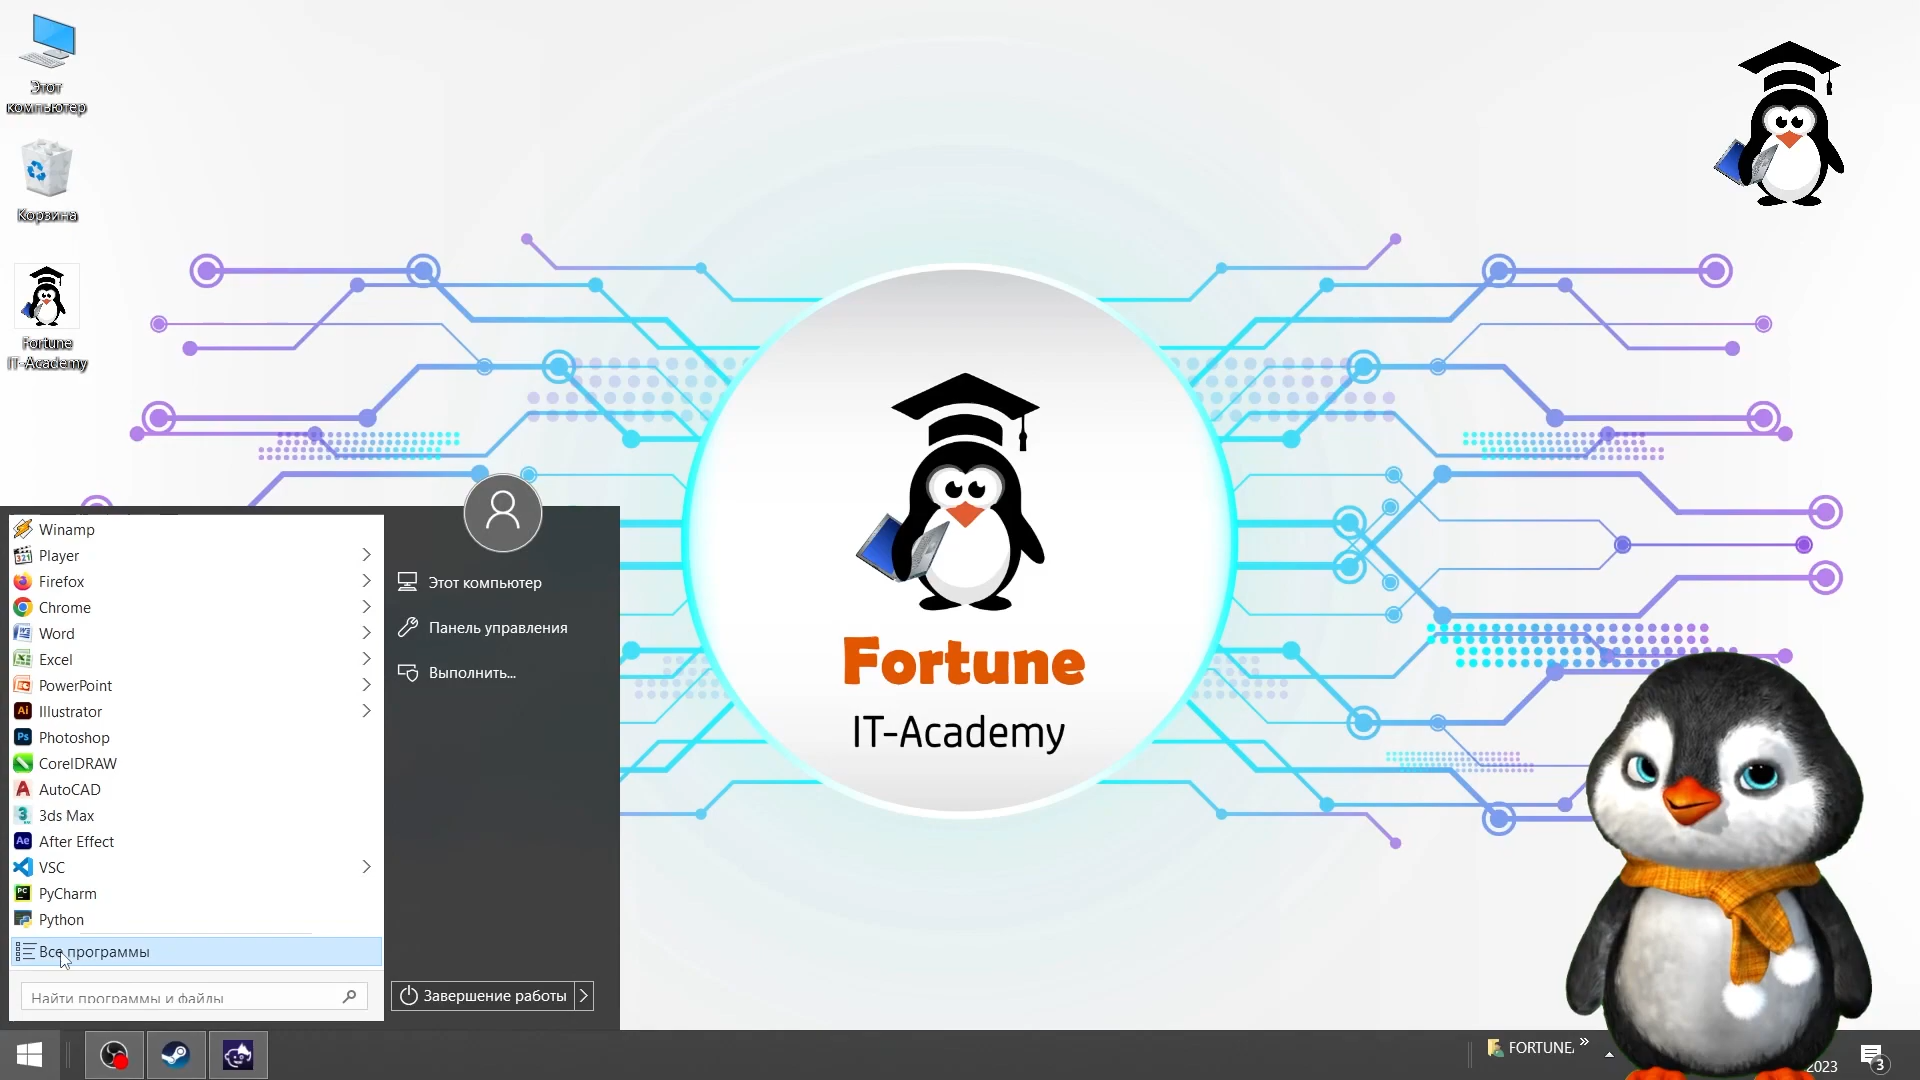 Этот
компьютер
Корзина
Fortune
IT-Academy
Winamp
Player
Firefox
Chrome
Word
Excel
PowerPoint
Illustrator
Photoshop
CorelDRAW
AutoCAD
3ds Max
After Effect
VSC
PyCharm
Python
Все программы
Найти программы и файлы
Этот компьютер
Панель управления
Выполнить...
Завершение работы
Fortune
IT-Academy
FORTUNE
2023
3